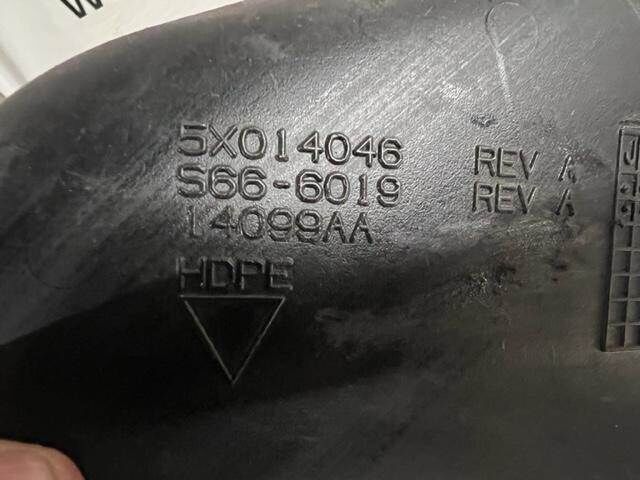 W
5X014046 REV A
S66-6019 REV A
14099AA
HDPE
J